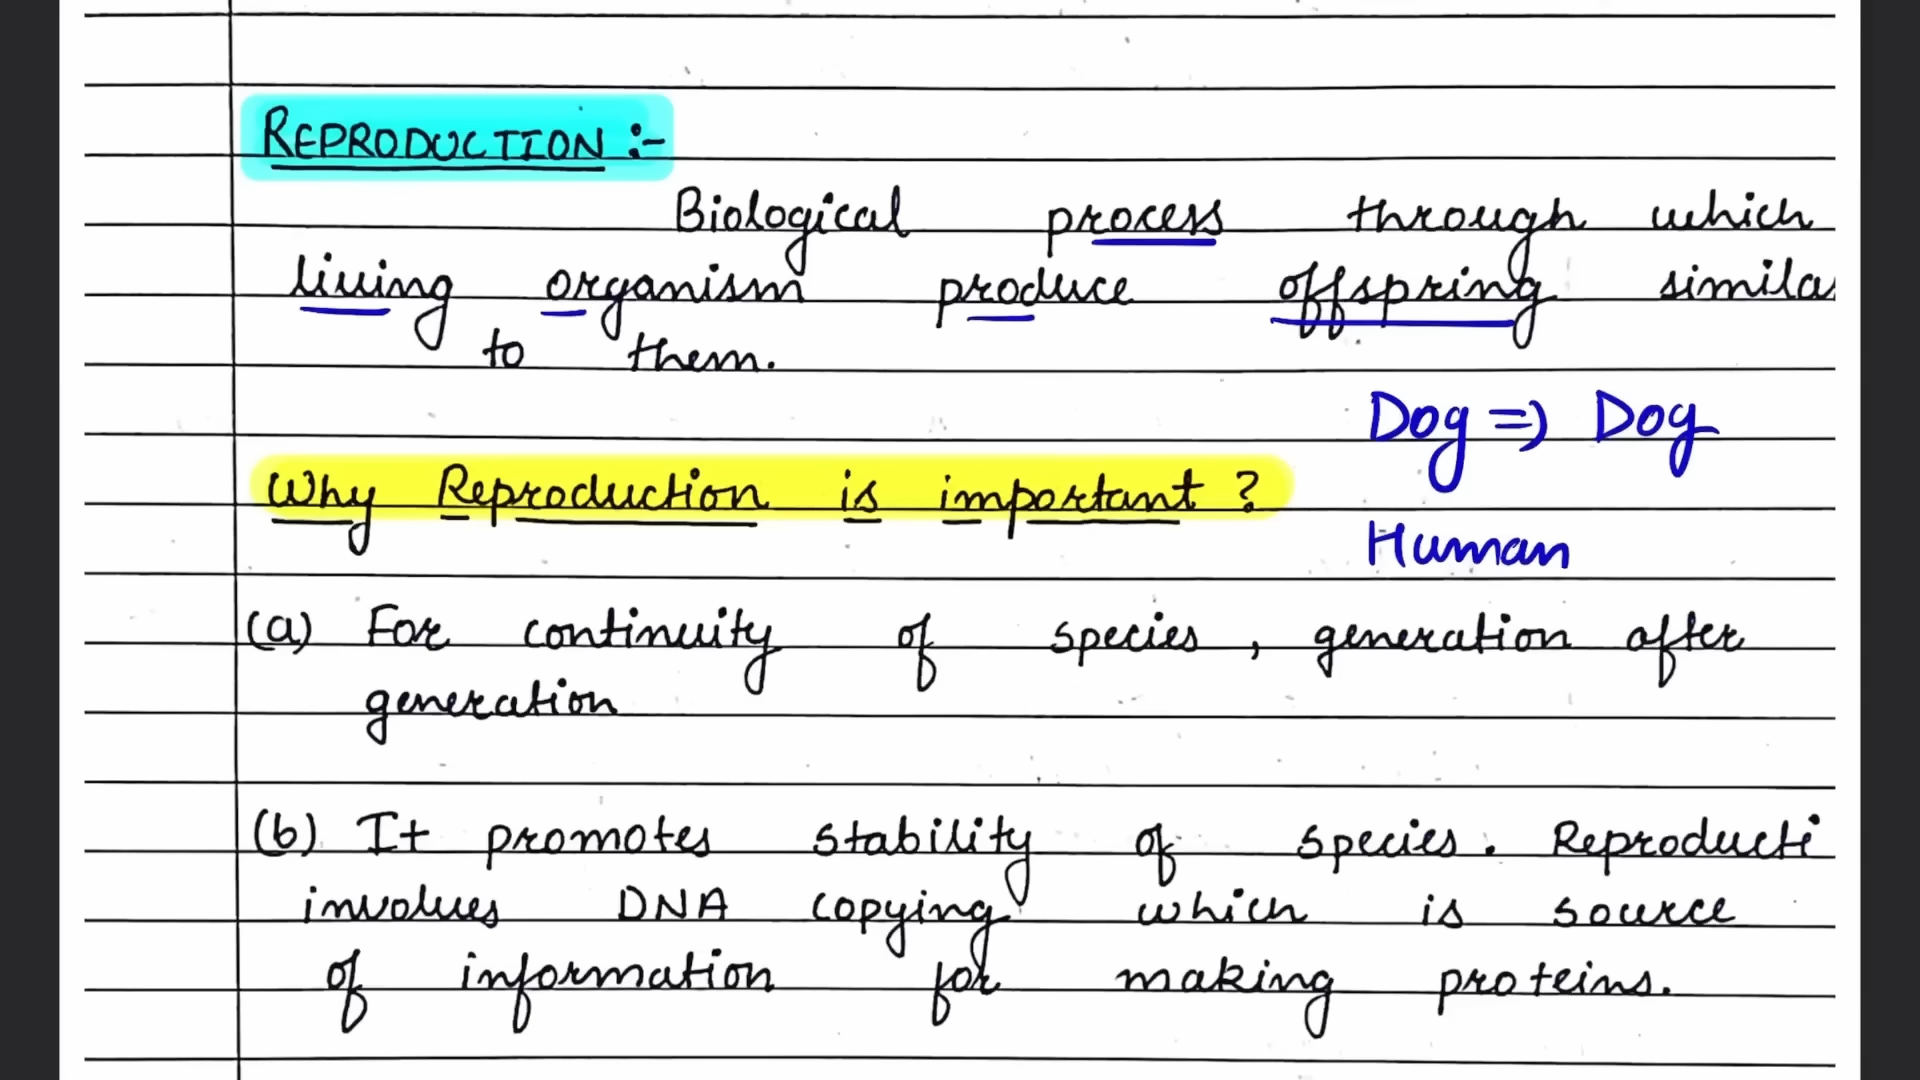 REPRODUCTION :-
Biological process through which
living organism produce offspring similar
to them.
Dog => Dog
Why Reproduction is important ?
Human
(a) For continuity of species , generation after
generation
(b) It promotes stability of species. Reproducti
involves DNA copying which is source
of information for making proteins.